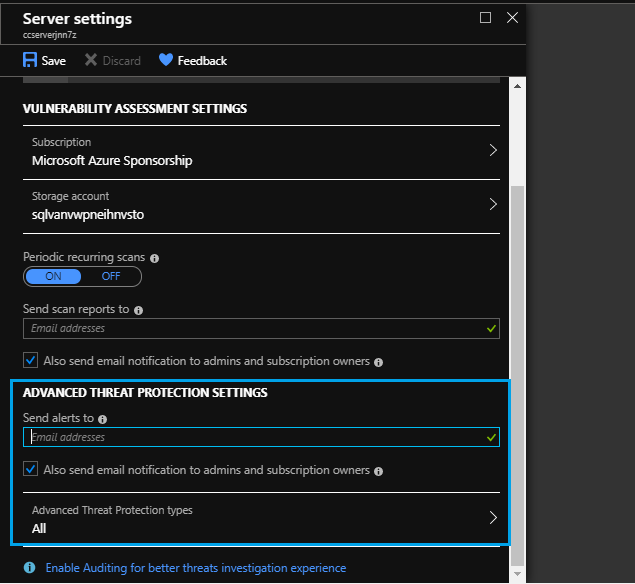 Server settings
ccserverjnn7z
Save Discard Feedback
VULNERABILITY ASSESSMENT SETTINGS
Subscription
Microsoft Azure Sponsorship
Storage account
sqlvanvwpneihnvsto
Periodic recurring scans
ON OFF
Send scan reports to
Email addresses
Also send email notification to admins and subscription owners
ADVANCED THREAT PROTECTION SETTINGS
Send alerts to
Email addresses
Also send email notification to admins and subscription owners
Advanced Threat Protection types
All
Enable Auditing for better threats investigation experience